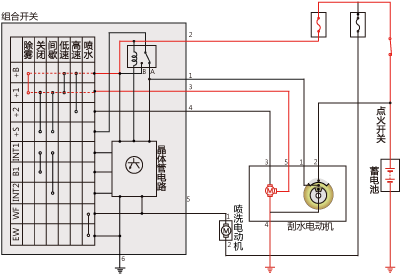 组合开关
除雾 关闭 间歇 低速 高速 喷水
+B
+1
+2
+S
INT1
B1
INT2
WF
EW
B A
晶体管电路
2
1
3
4
5
6
点火开关
蓄电池
3 5 1 2
M
4
刮水电动机
1
M
2
喷洗电动机